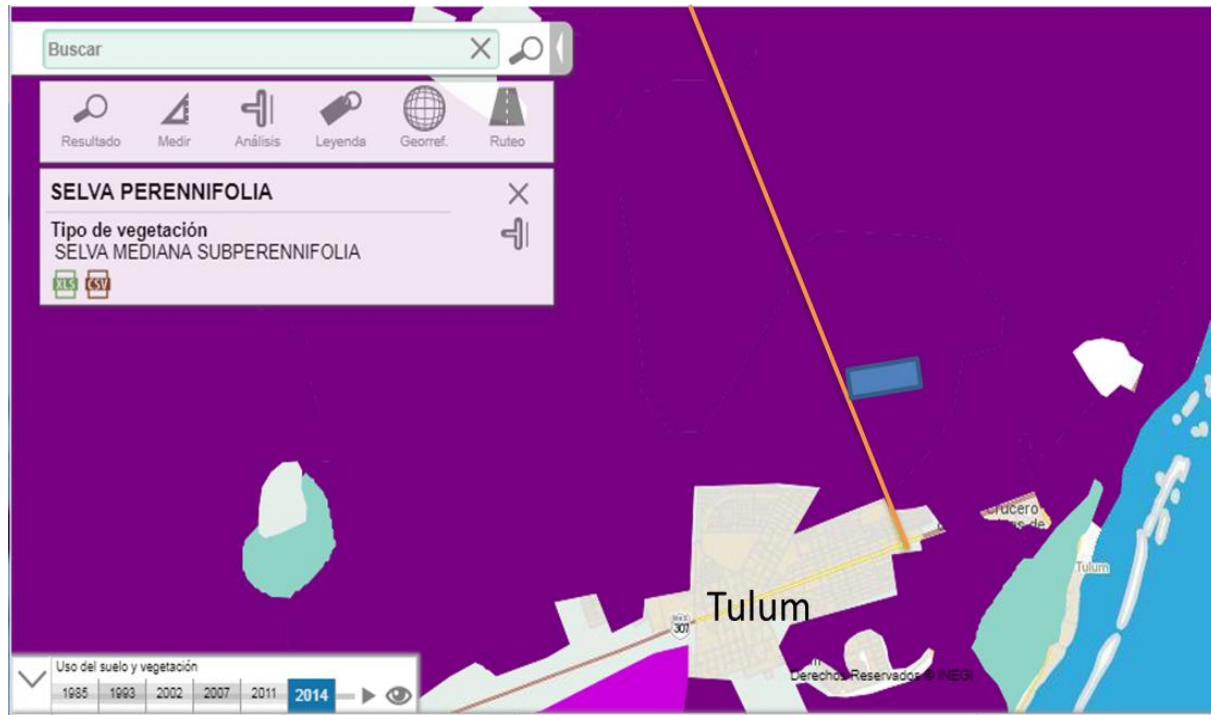 Buscar
Resultado Medir Análisis Leyenda Georref. Ruteo
SELVA PERENNIFOLIA
Tipo de vegetación
SELVA MEDIANA SUBPERENNIFOLIA
XLS CSV
crucero
de
Tulum
Tulum
307
Derechos Reservados © INEGI
Uso del suelo y vegetación
1985 1993 2002 2007 2011 2014